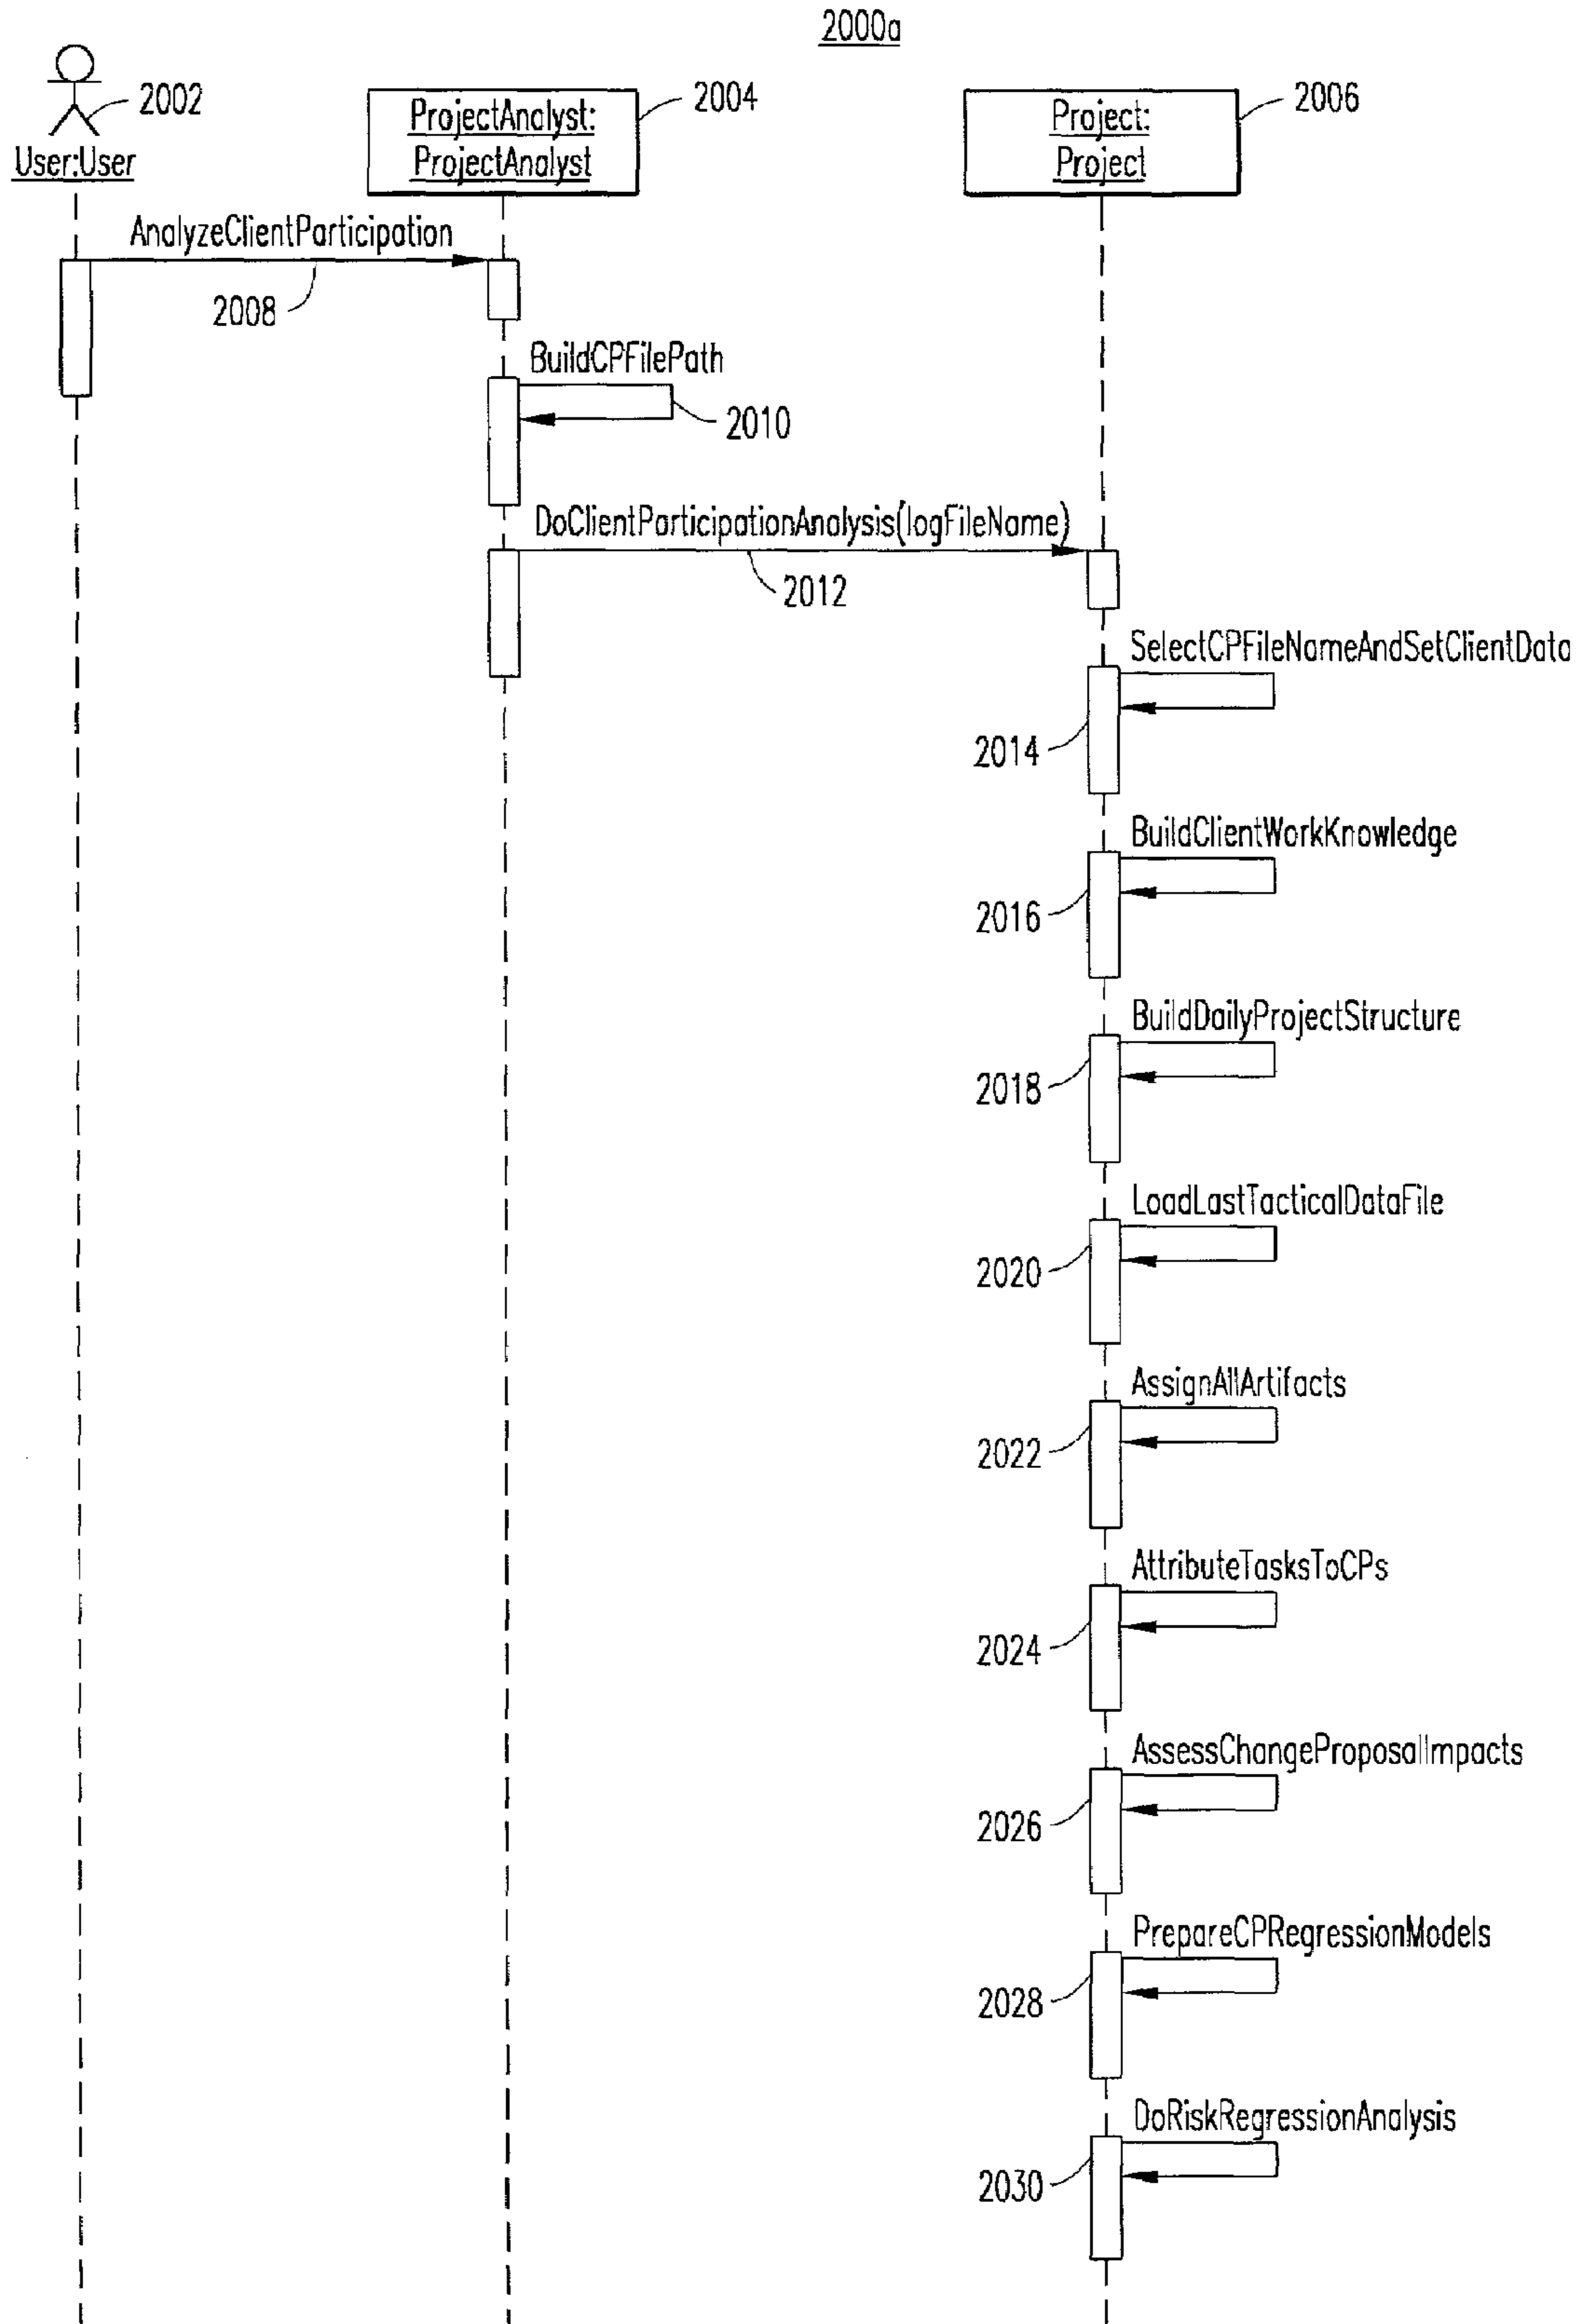 2000a
2002
User:User
ProjectAnalyst:
ProjectAnalyst
2004
Project:
Project
2006
AnalyzeClientParticipation
2008
BuildCPFilePath
2010
DoClientParticipationAnalysis(logFileName)
2012
SelectCPFileNameAndSetClientData
2014
BuildClientWorkKnowledge
2016
BuildDailyProjectStructure
2018
LoadLastTacticalDataFile
2020
AssignAllArtifacts
2022
AttributeTasksToCPs
2024
AssessChangeProposalImpacts
2026
PrepareCPRegressionModels
2028
DoRiskRegressionAnalysis
2030